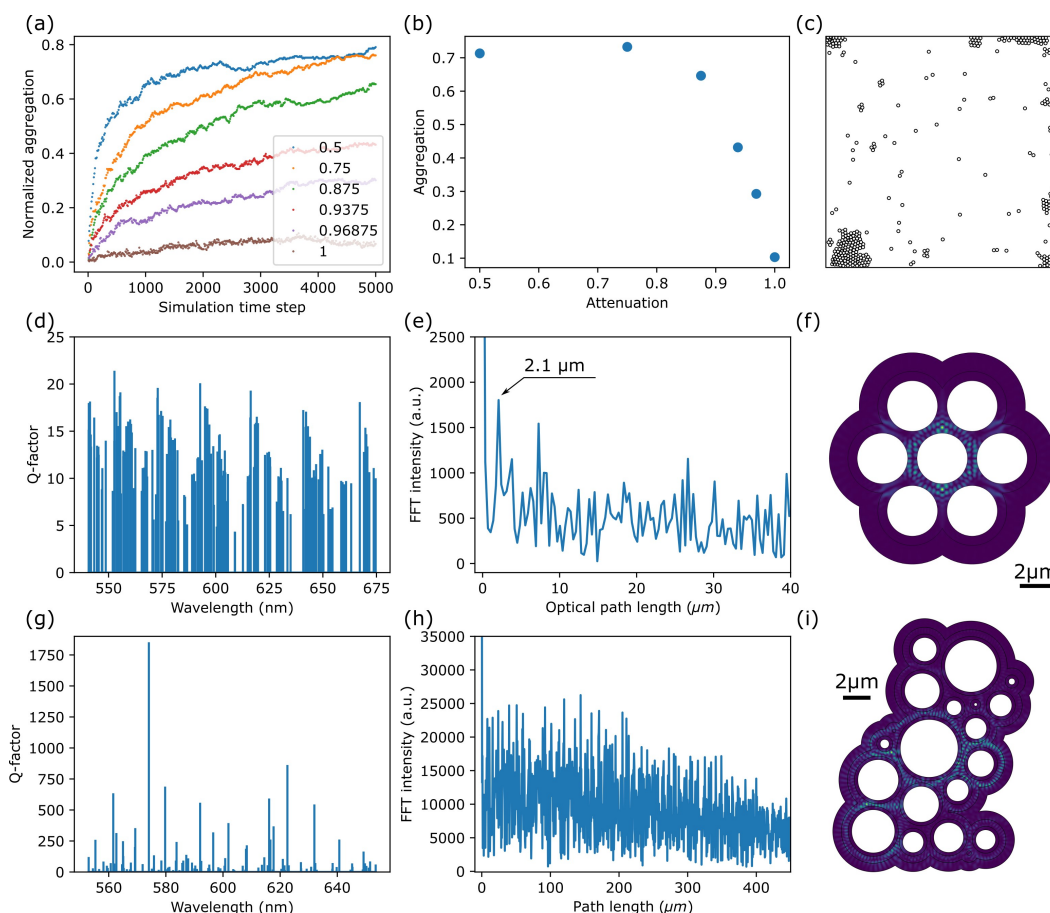 (a)
(b)
(c)
0.8
0.6
0.4
0.2
0.0
Normalized aggregation
0.5
0.75
0.875
0.9375
0.96875
1
0 1000 2000 3000 4000 5000
Simulation time step
0.7
0.6
0.5
0.4
0.3
0.2
0.1
Aggregation
0.5 0.6 0.7 0.8 0.9 1.0
Attenuation
(d)
(e)
(f)
25
20
15
10
5
0
Q-factor
550 575 600 625 650 675
Wavelength (nm)
2500
2000
1500
1000
500
0
FFT intensity (a.u.)
2.1 μm
0 10 20 30 40
Optical path length (μm)
2μm
(g)
(h)
(i)
1750
1500
1250
1000
750
500
250
0
Q-factor
560 580 600 620 640
Wavelength (nm)
35000
30000
25000
20000
15000
10000
5000
0
FFT intensity (a.u.)
0 100 200 300 400
Path length (μm)
2μm